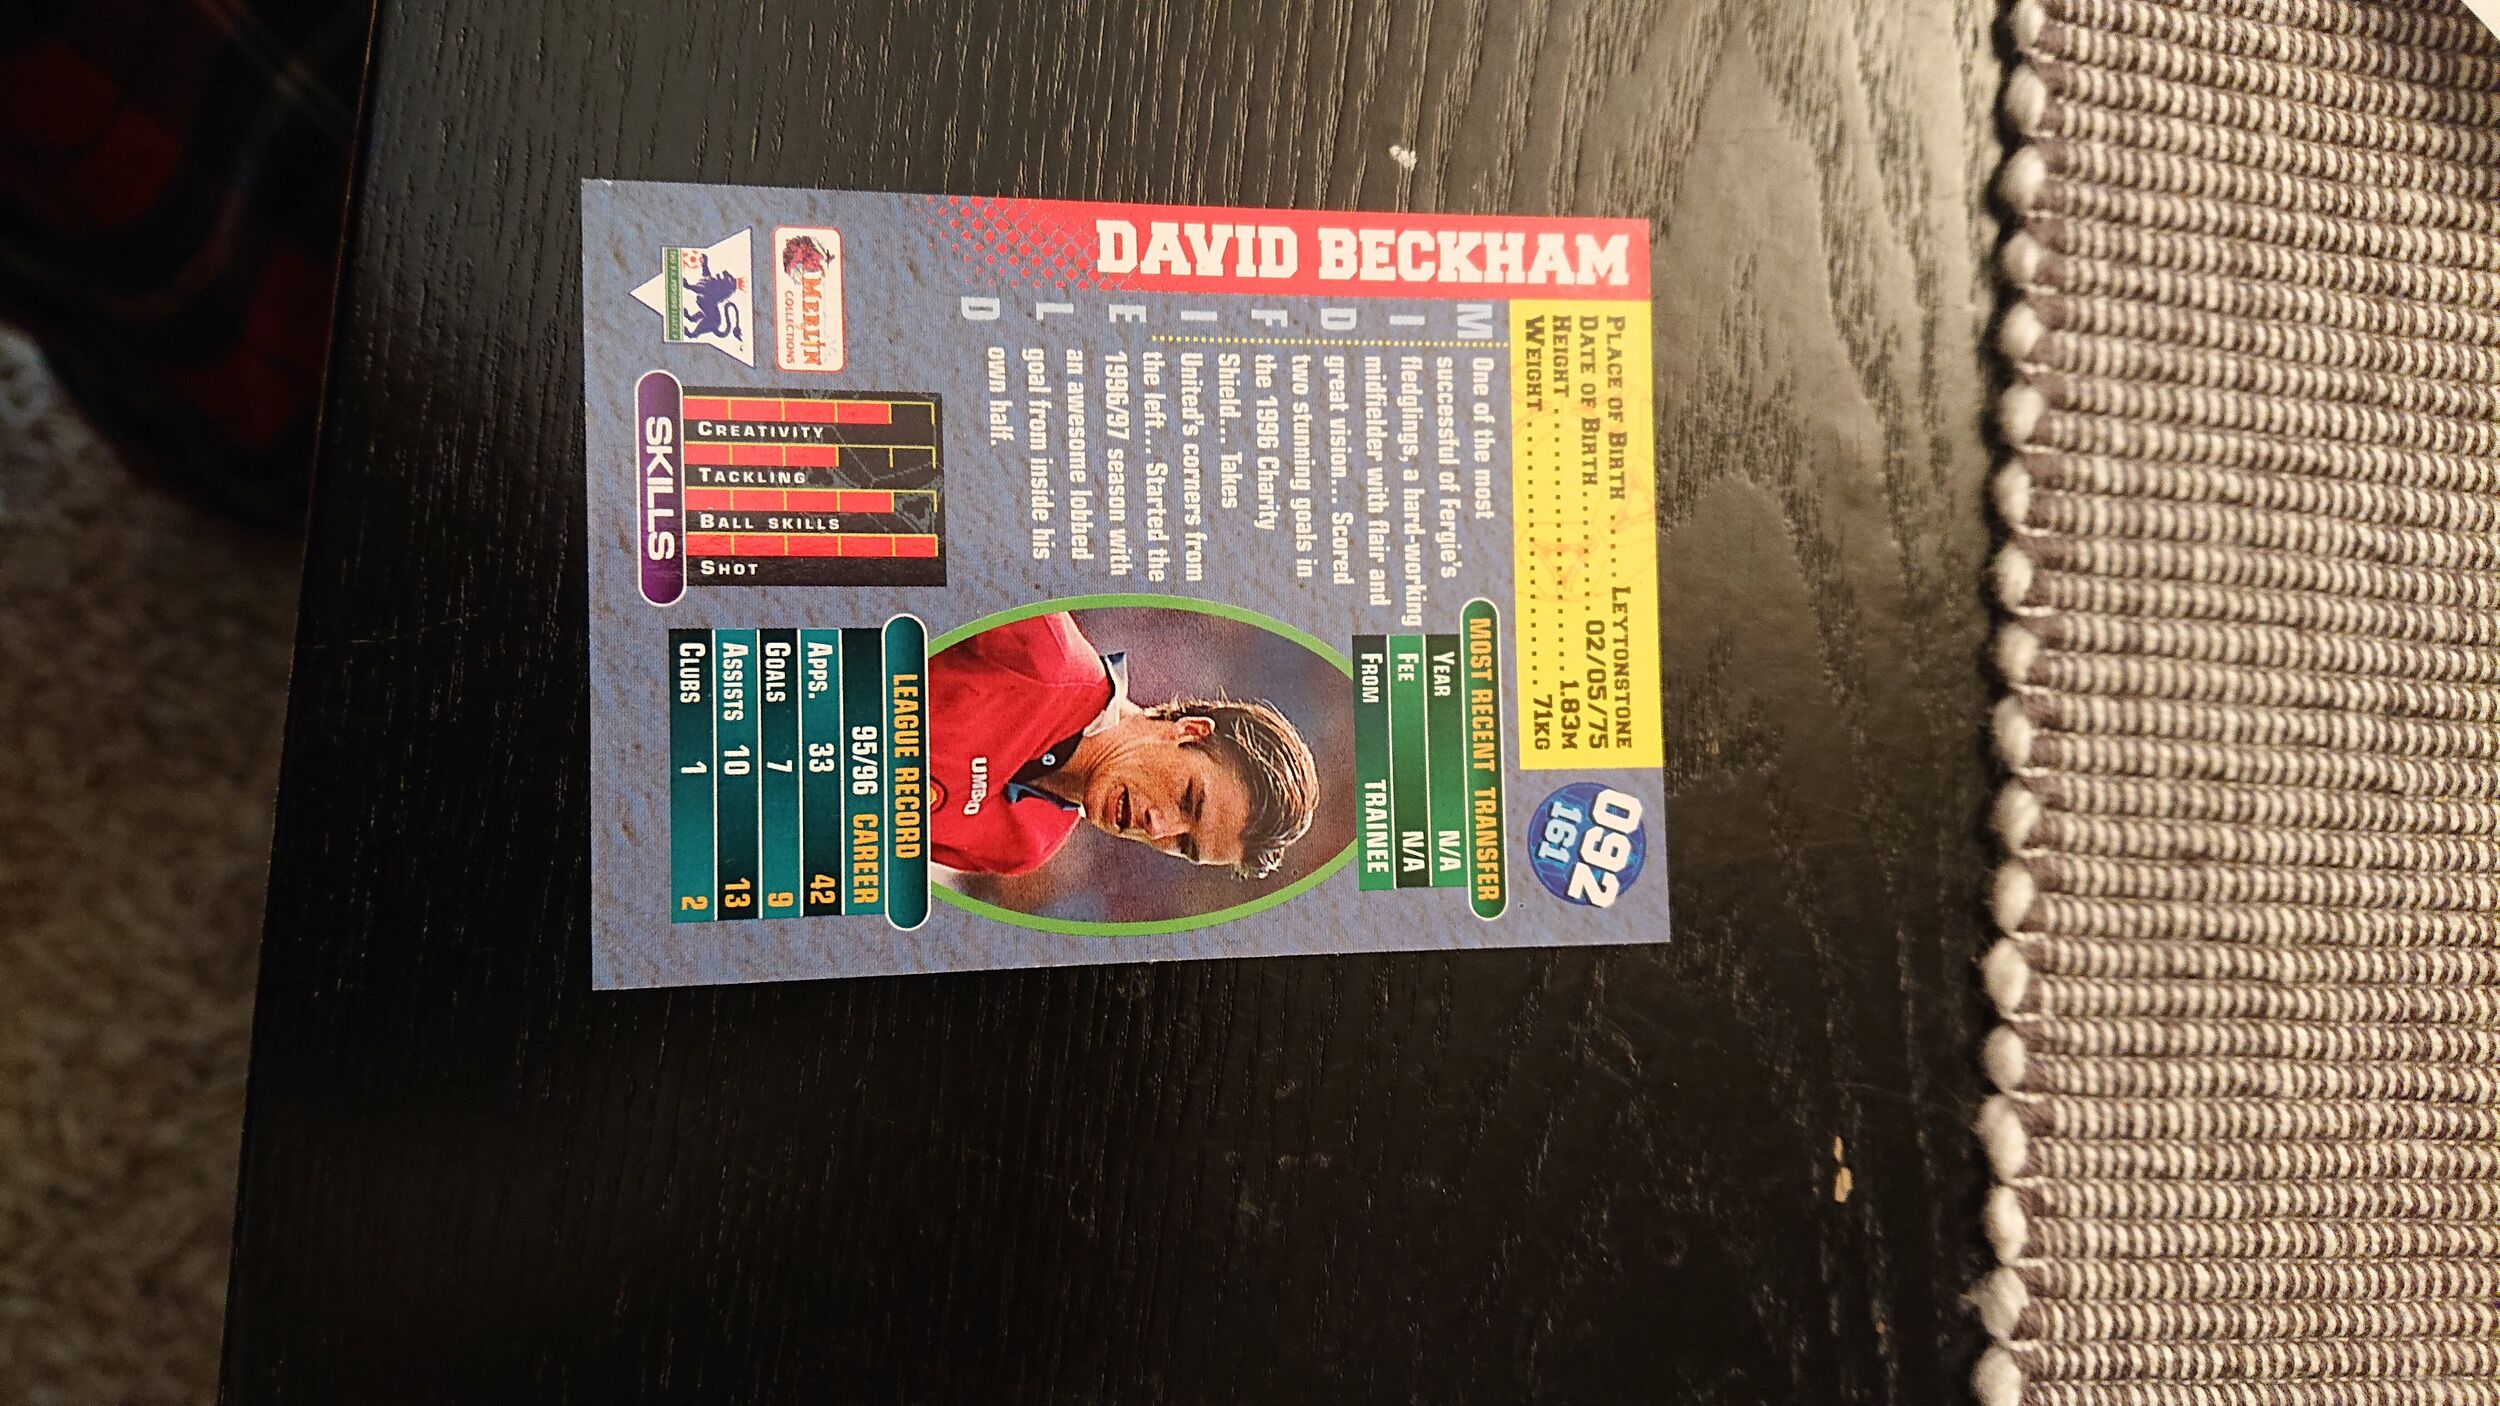 DAVID BECKHAM
PLACE OF BIRTH ....... LEYTONSTONE
DATE OF BIRTH ............ 02/05/75
HEIGHT ....................... 1.83M
WEIGHT ....................... 71KG
092
161
MIDFIELD
One of the most
successful of Fergie's
fledglings, a hard-working
midfielder with flair and
great vision... Scored
two stunning goals in
the 1996 Charity
Shield... Takes
United's corners from
the left... Started the
1996/97 season with
an awesome lobbed
goal from inside his
own half.
MOST RECENT TRANSFER
YEAR N/A
FEE N/A
FROM TRAINEE
UMBRO
LEAGUE RECORD
95/96 CAREER
APPS. 33 42
GOALS 7 9
ASSISTS 10 13
CLUBS 1 2
MERLIN
COLLECTIONS
THE F.A. PREMIER LEAGUE
CREATIVITY
TACKLING
BALL SKILLS
SHOT
SKILLS